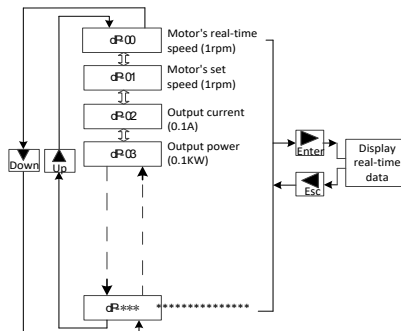 dP-00
Motor's real-time
speed (1rpm)
dP-01
Motor's set
speed (1rpm)
dP-02
Output current
(0.1A)
dP-03
Output power
(0.1KW)
Down
Up
Enter
Esc
Display
real-time
data
dP-***
***************